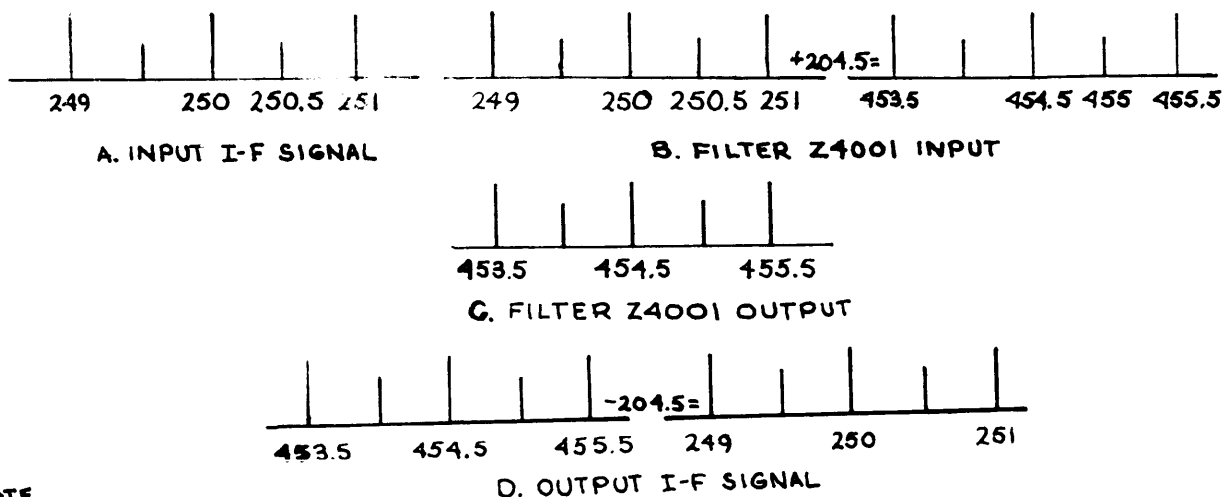 249 250 250.5 251 249 250 250.5 251 +204.5= 453.5 454.5 455 455.5
A. INPUT I-F SIGNAL B. FILTER Z4001 INPUT
453.5 454.5 455.5
C. FILTER Z4001 OUTPUT
453.5 454.5 455.5 -204.5= 249 250 251
D. OUTPUT I-F SIGNAL